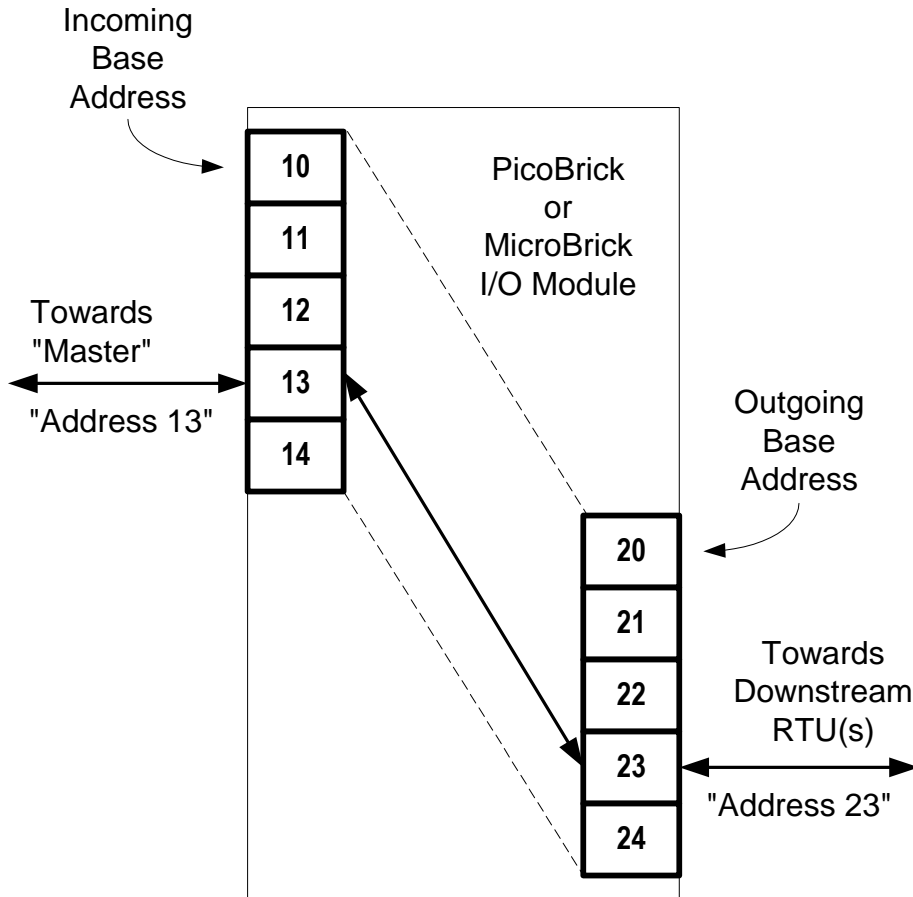 Incoming
Base
Address
10
11
12
13
14
PicoBrick
or
MicroBrick
I/O Module
Towards
"Master"
"Address 13"
Outgoing
Base
Address
20
21
22
23
24
Towards
Downstream
RTU(s)
"Address 23"